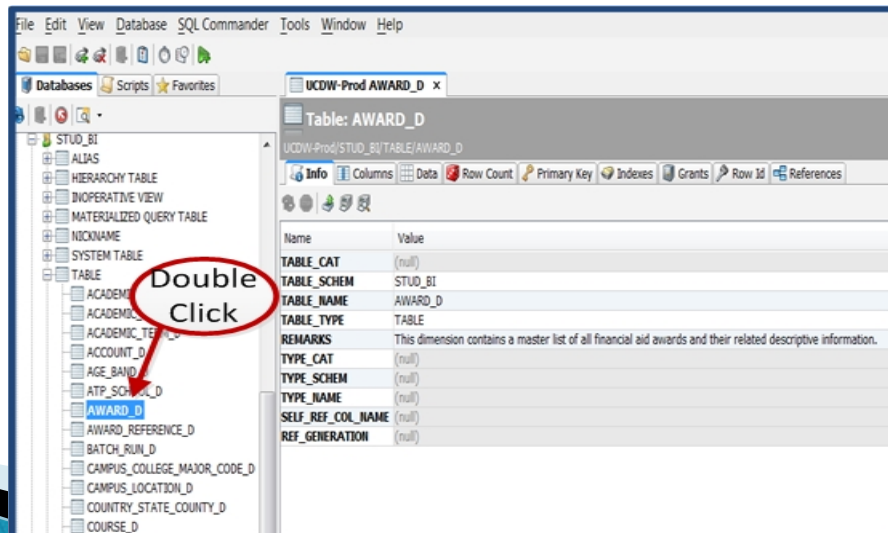 File Edit View Database SQL Commander Tools Window Help
Databases Scripts Favorites
UCDW-Prod AWARD_D x
Table: AWARD_D
UCDW-Prod/STUD_BI/TABLE/AWARD_D
Info Columns Data Row Count Primary Key Indexes Grants Row Id References
STUD_BI
ALIAS
HIERARCHY TABLE
INOPERATIVE VIEW
MATERIALIZED QUERY TABLE
NICKNAME
SYSTEM TABLE
TABLE
ACADEMIC_TERM_D
ACCOUNT_D
AGE_BAND_D
AWARD_D
AWARD_REFERENCE_D
BATCH_RUN_D
CAMPUS_COLLEGE_MAJOR_CODE_D
CAMPUS_LOCATION_D
COUNTRY_STATE_COUNTY_D
COURSE_D
Double
Click
Name Value
TABLE_CAT (null)
TABLE_SCHEM STUD_BI
TABLE_NAME AWARD_D
TABLE_TYPE TABLE
REMARKS This dimension contains a master list of all financial aid awards and their related descriptive information.
TYPE_CAT (null)
TYPE_SCHEM (null)
TYPE_NAME (null)
SELF_REF_COL_NAME (null)
REF_GENERATION (null)